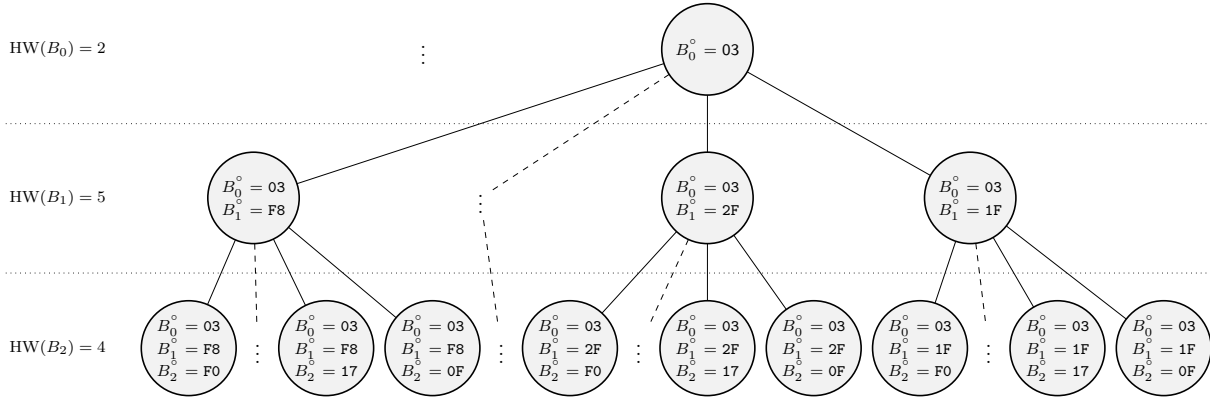 HW(B₀) = 2
⋮
B₀° = 03
HW(B₁) = 5
B₀° = 03
B₁° = F8
⋮
B₀° = 03
B₁° = 2F
B₀° = 03
B₁° = 1F
HW(B₂) = 4
B₀° = 03
B₁° = F8
B₂° = F0
⋮
B₀° = 03
B₁° = F8
B₂° = 17
B₀° = 03
B₁° = F8
B₂° = 0F
⋮
B₀° = 03
B₁° = 2F
B₂° = F0
⋮
B₀° = 03
B₁° = 2F
B₂° = 17
B₀° = 03
B₁° = 2F
B₂° = 0F
B₀° = 03
B₁° = 1F
B₂° = F0
⋮
B₀° = 03
B₁° = 1F
B₂° = 17
B₀° = 03
B₁° = 1F
B₂° = 0F